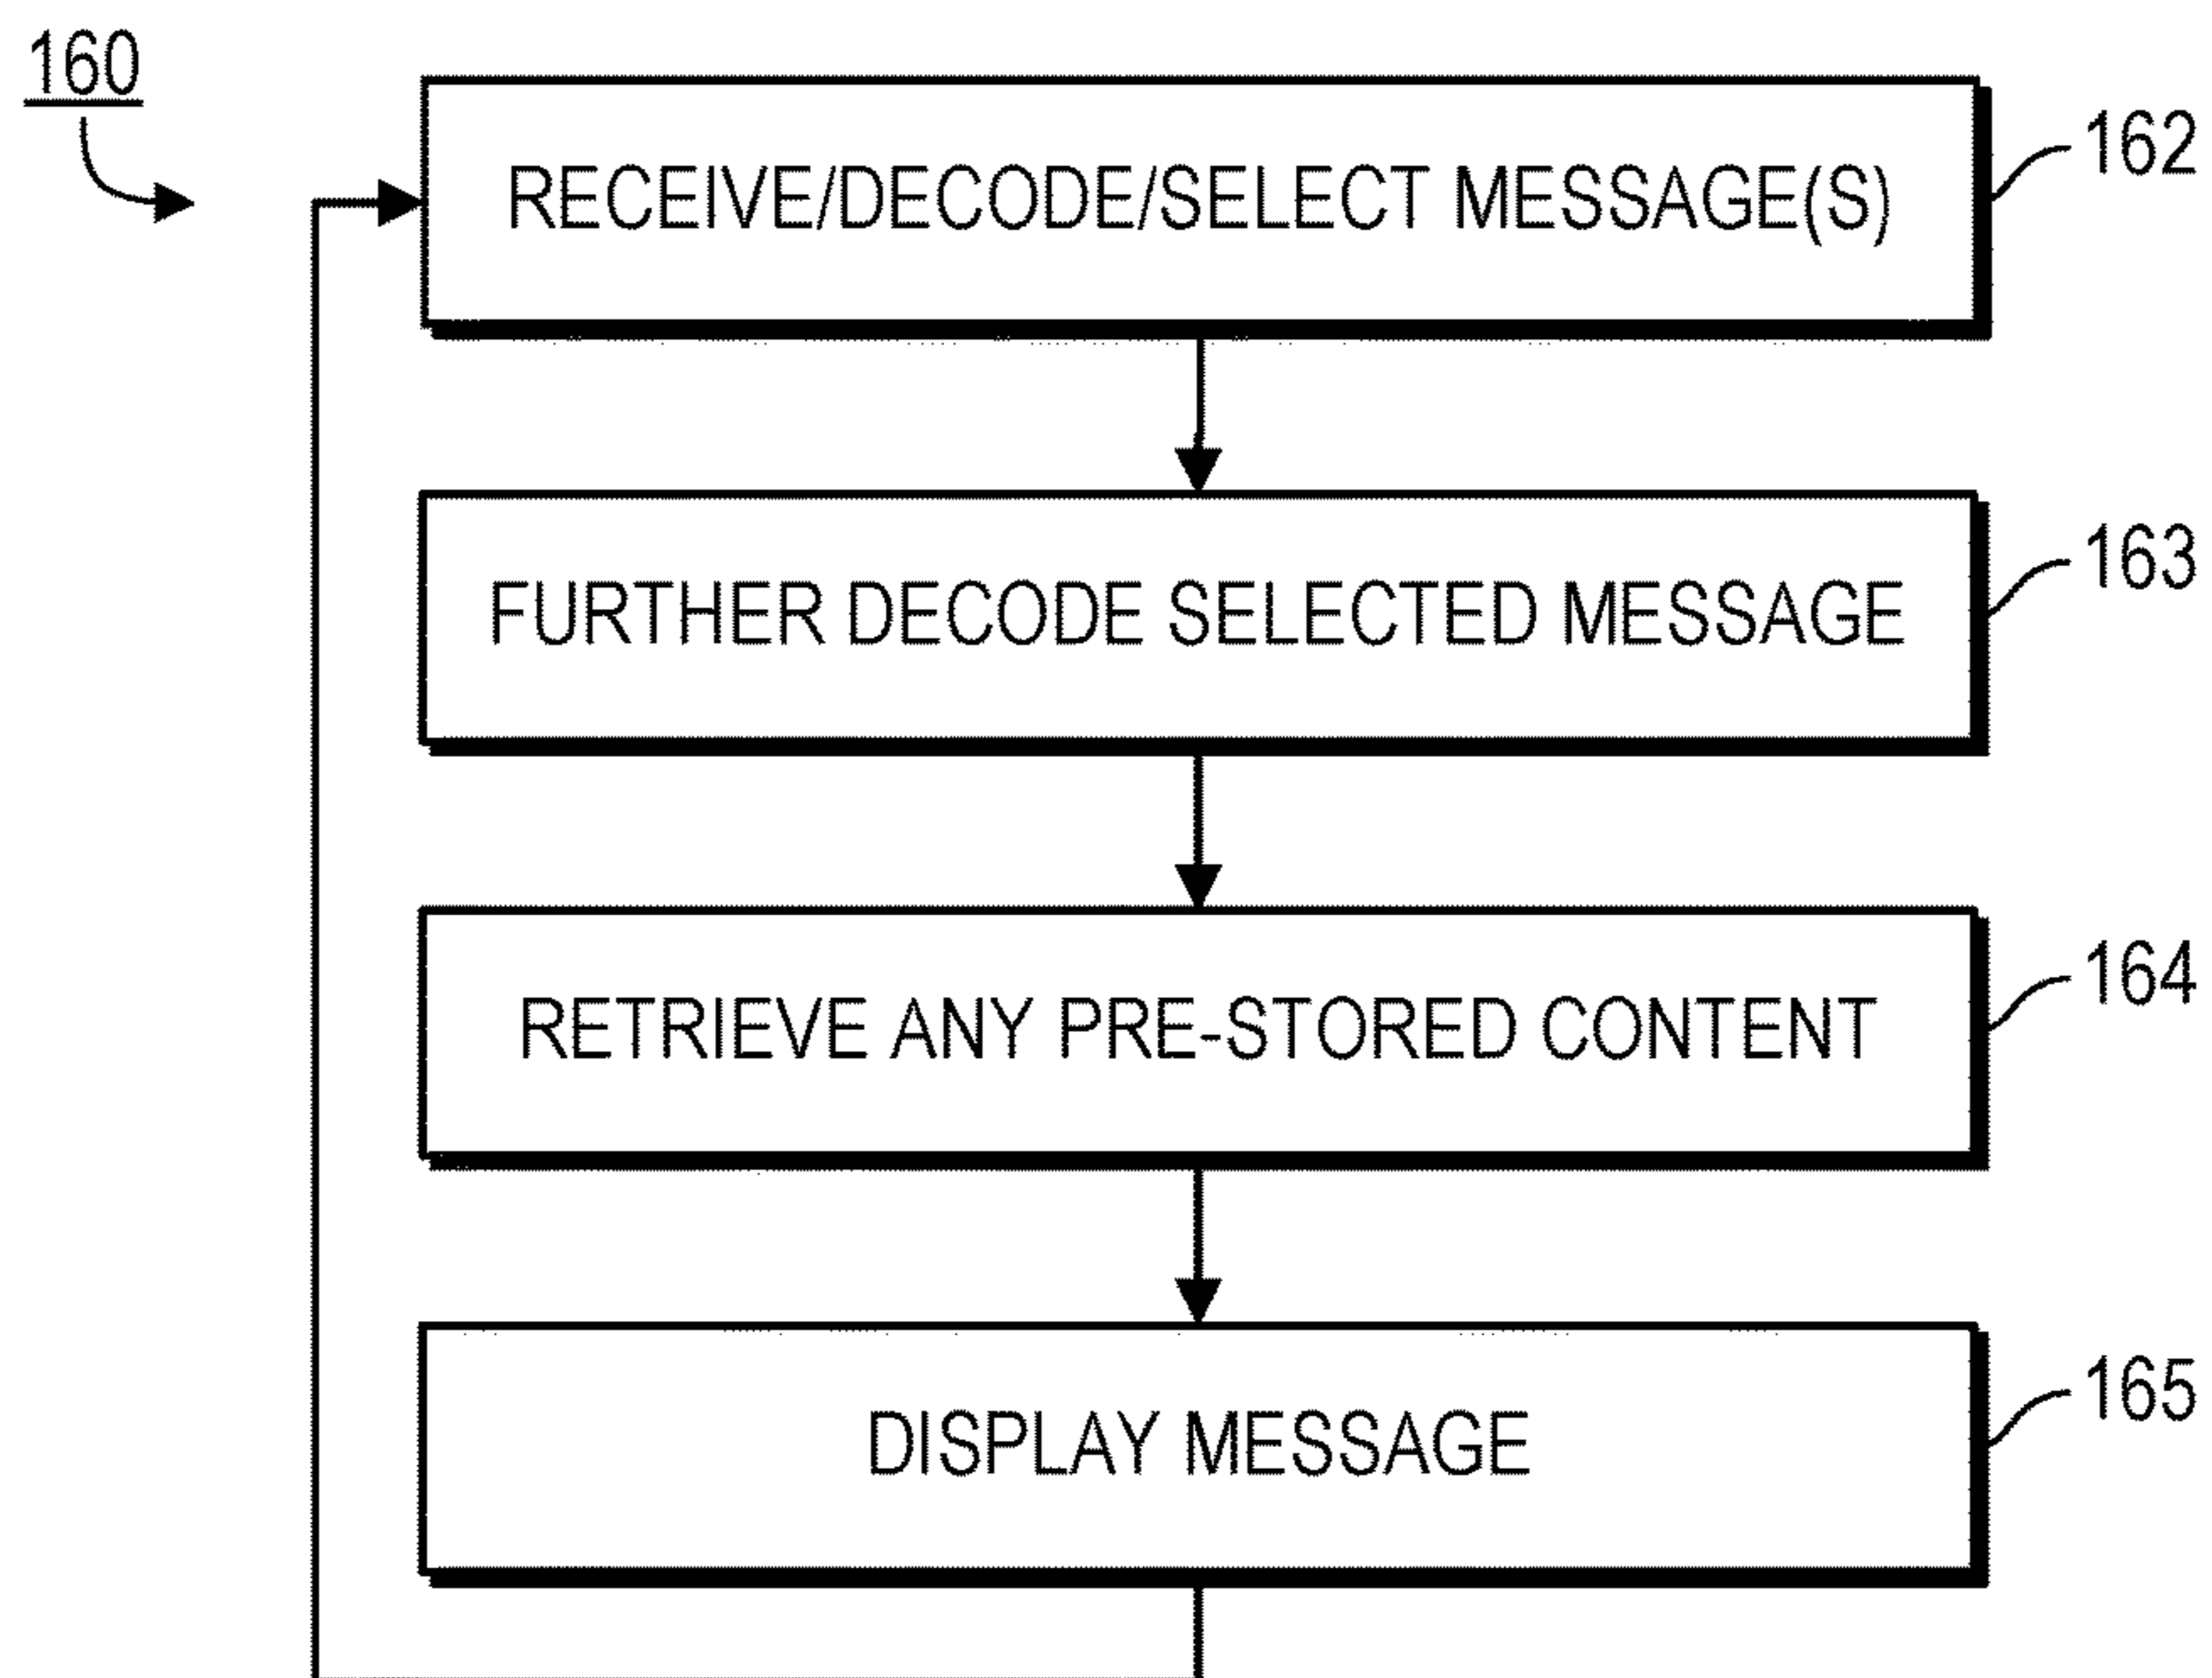 160
RECEIVE/DECODE/SELECT MESSAGE(S)
162
FURTHER DECODE SELECTED MESSAGE
163
RETRIEVE ANY PRE-STORED CONTENT
164
DISPLAY MESSAGE
165